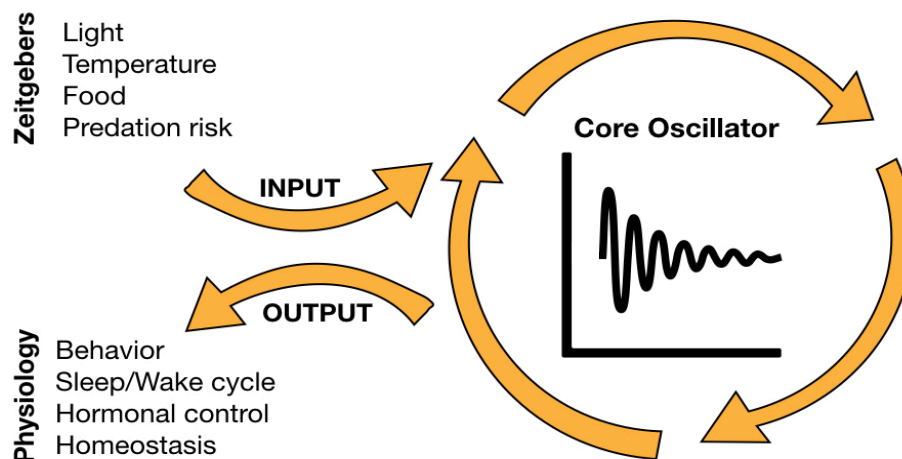 Zeitgebers
Light
Temperature
Food
Predation risk
INPUT
Core Oscillator
OUTPUT
Physiology
Behavior
Sleep/Wake cycle
Hormonal control
Homeostasis